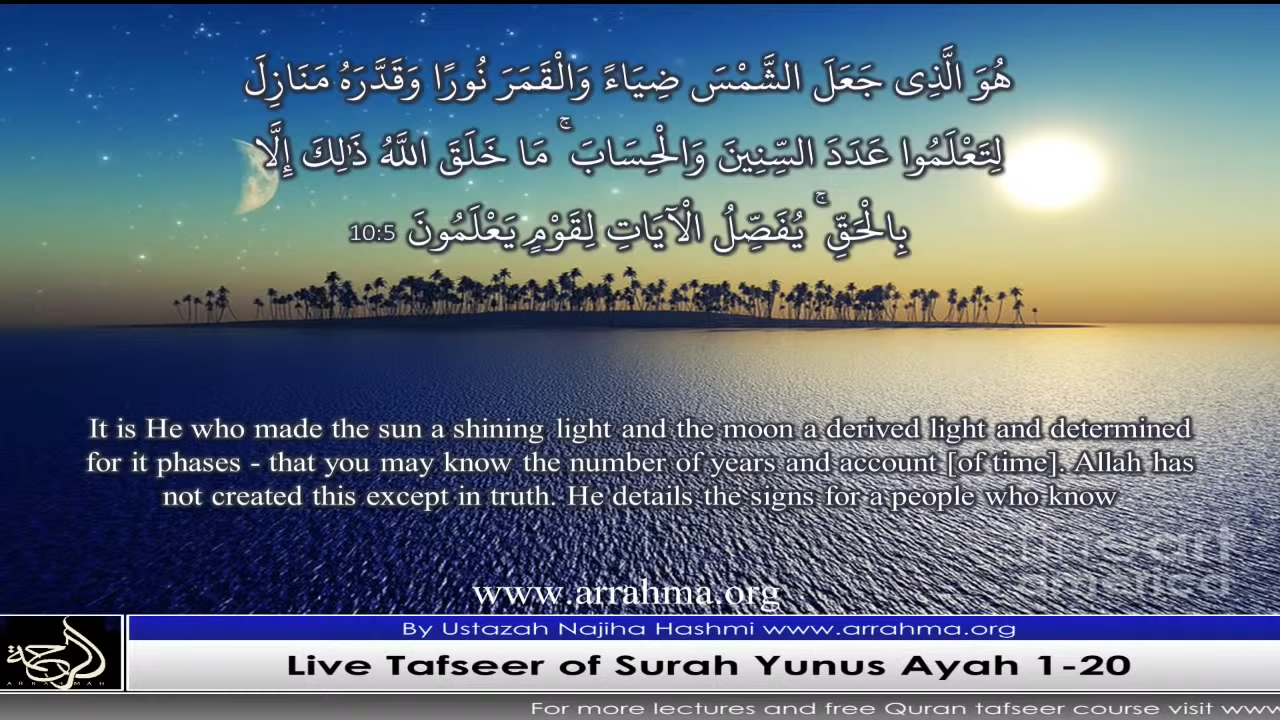 هُوَ الَّذِى جَعَلَ الشَّمْسَ ضِيَاءً وَالْقَمَرَ نُورًا وَقَدَّرَهُ مَنَازِلَ
لِتَعْلَمُوا عَدَدَ السِّنِينَ وَالْحِسَابَ ۚ مَا خَلَقَ اللَّهُ ذَٰلِكَ إِلَّا
بِالْحَقِّ ۚ يُفَصِّلُ الْآيَاتِ لِقَوْمٍ يَعْلَمُونَ 10:5
It is He who made the sun a shining light and the moon a derived light and determined
for it phases - that you may know the number of years and account [of time]. Allah has
not created this except in truth. He details the signs for a people who know
fine art
www.arrahma.org
By Ustazah Najiha Hashmi www.arrahma.org
الرحمة
ARRAHMAH
Live Tafseer of Surah Yunus Ayah 1-20
For more lectures and free Quran tafseer course visit www